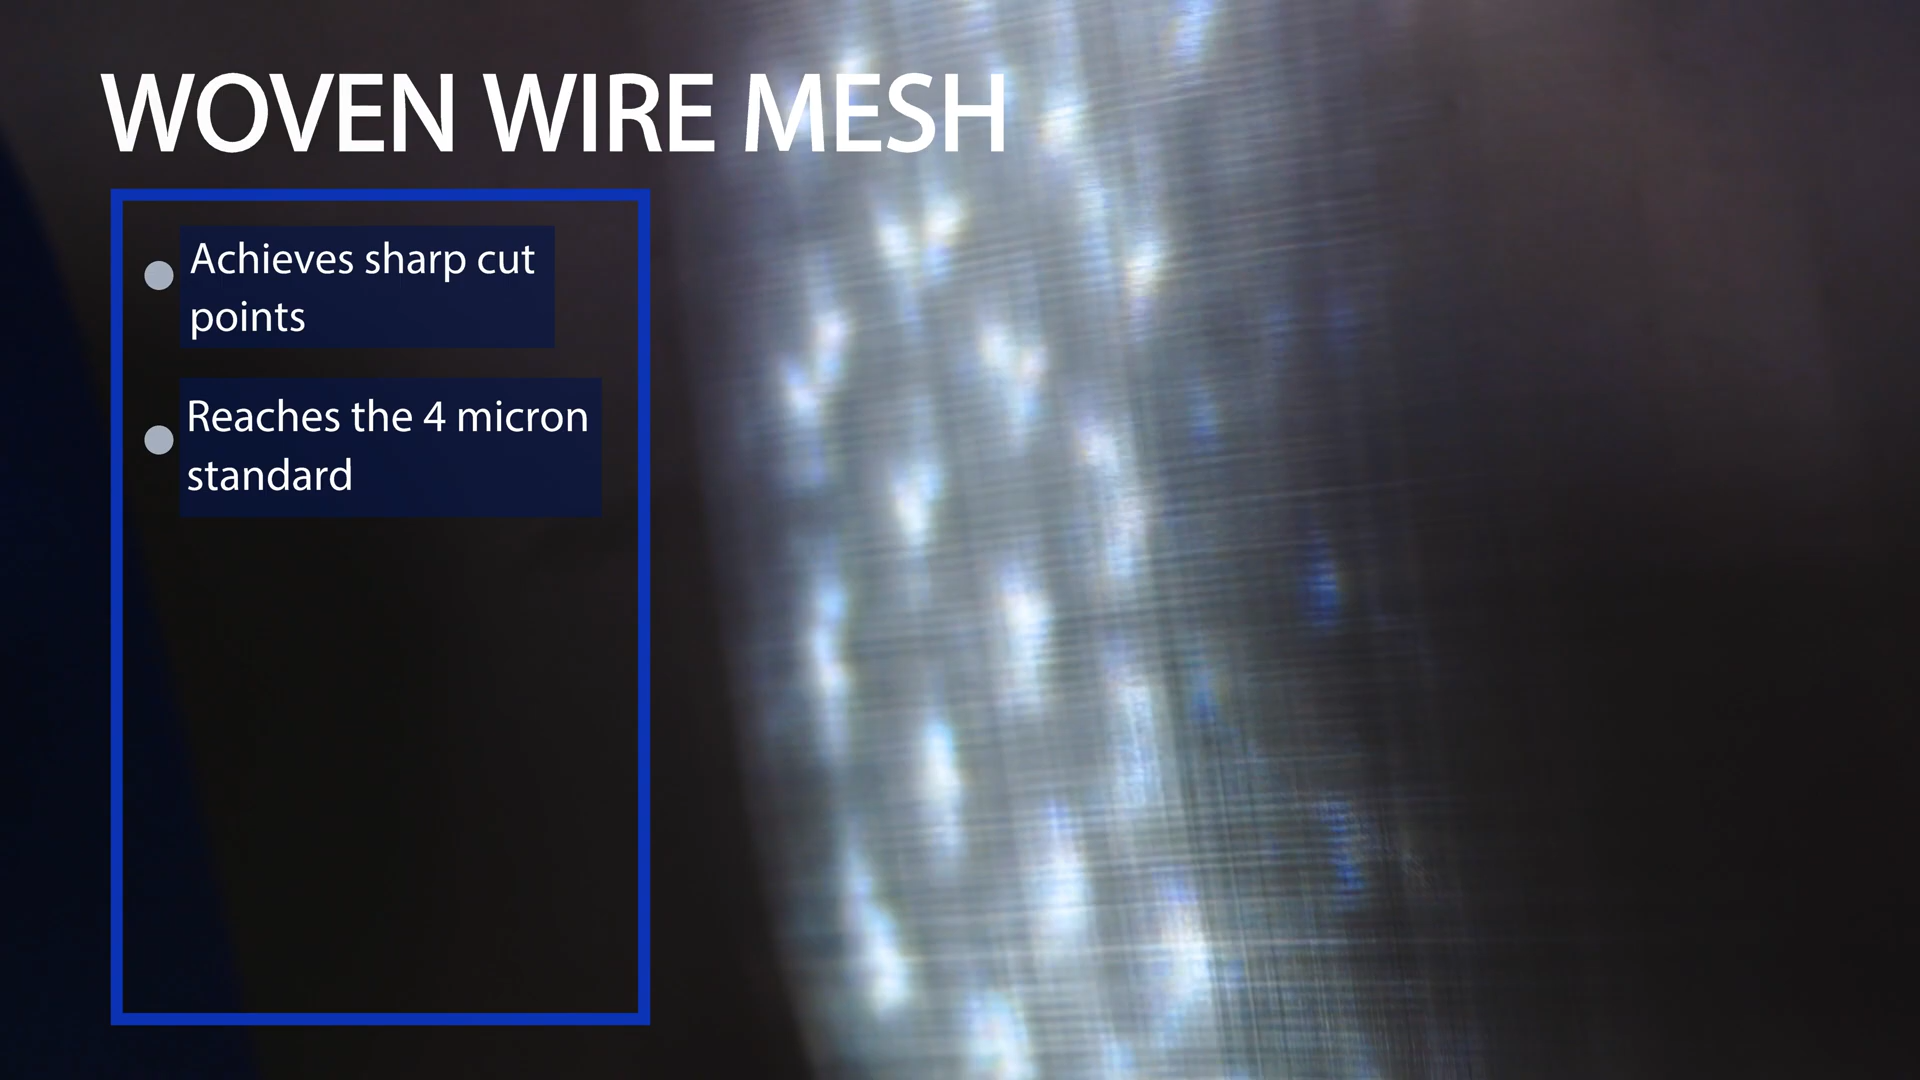 WOVEN WIRE MESH
Achieves sharp cut
points
Reaches the 4 micron
standard